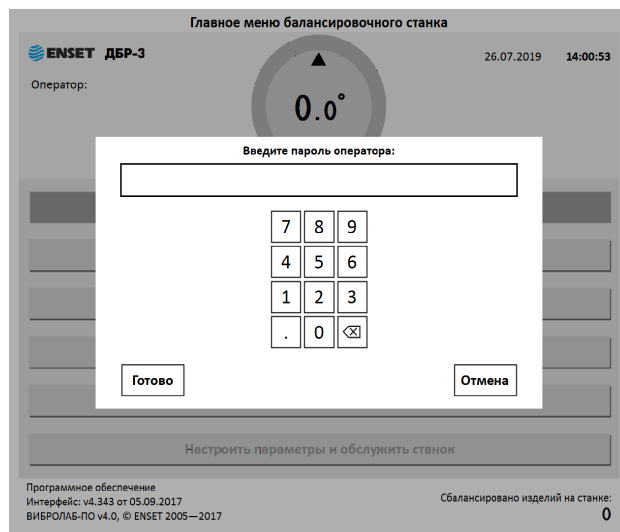 Главное меню балансировочного станка
ENSET ДБР-3
26.07.2019 14:00:53
Оператор:
0.0°
Введите пароль оператора:
7 8 9
4 5 6
1 2 3
. 0 ⌫
Готово Отмена
Настроить параметры и обслужить станок
Программное обеспечение
Интерфейс: v4.343 от 05.09.2017
ВИБРОЛАБ-ПО v4.0, © ENSET 2005—2017
Сбалансировано изделий на станке:
0